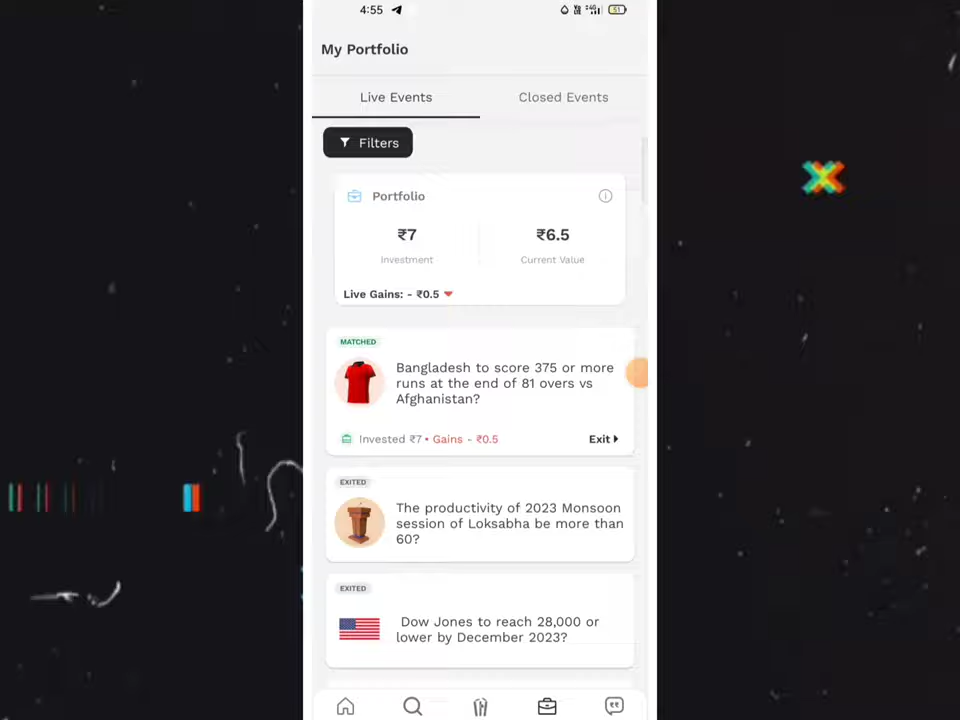 4:55
51
My Portfolio
Live Events
Closed Events
Filters
Portfolio
₹7
₹6.5
Investment
Current Value
Live Gains: - ₹0.5
MATCHED
Bangladesh to score 375 or more
runs at the end of 81 overs vs
Afghanistan?
Invested ₹7 • Gains - ₹0.5
Exit
EXITED
The productivity of 2023 Monsoon
session of Loksabha be more than
60?
EXITED
Dow Jones to reach 28,000 or
lower by December 2023?